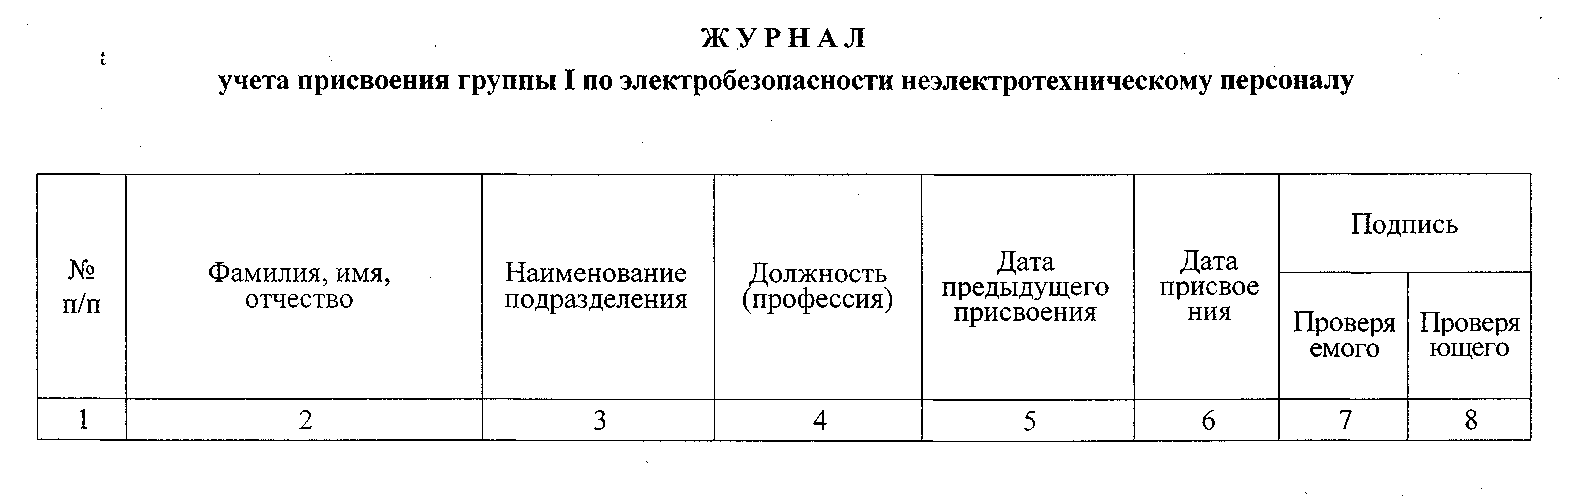 ЖУРНАЛ
учета присвоения группы I по электробезопасности неэлектротехническому персоналу
№
п/п
Фамилия, имя,
отчество
Наименование
подразделения
Должность
(профессия)
Дата
предыдущего
присвоения
Дата
присвое
ния
Подпись
Проверя
емого
Проверя
ющего
1 2 3 4 5 6 7 8